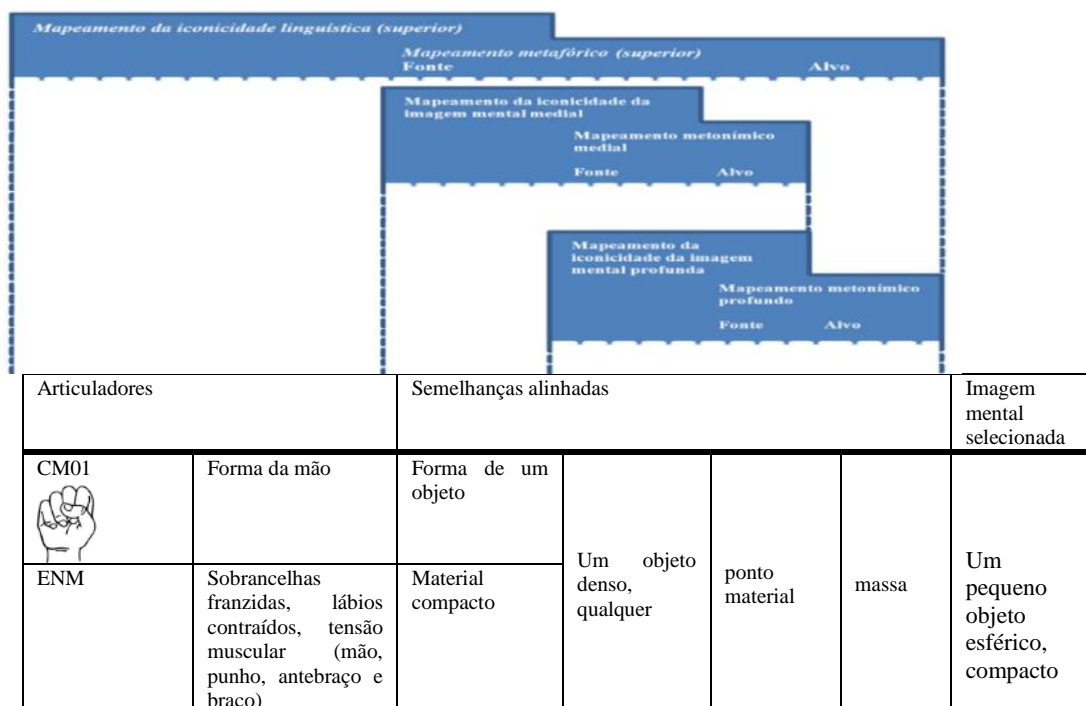 Mapeamento da iconicidade linguística (superior)
Mapeamento metafórico (superior)
Fonte Alvo
Mapeamento da iconicidade da
imagem mental medial
Mapeamento metonímico
medial
Fonte Alvo
Mapeamento da
iconicidade da imagem
mental profunda
Mapeamento metonímico
profundo
Fonte Alvo
Articuladores
Semelhanças alinhadas
Imagem
mental
selecionada
CM01
Forma da mão
Forma de um
objeto
Um objeto
denso,
qualquer
ponto
material
massa
Um
pequeno
objeto
esférico,
compacto
ENM
Sobrancelhas
franzidas, lábios
contraídos, tensão
muscular (mão,
punho, antebraço e
braço)
Material
compacto